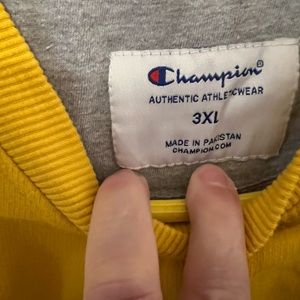 Champion®
AUTHENTIC ATHLETICWEAR
3XL
MADE IN PAKISTAN
CHAMPION.COM